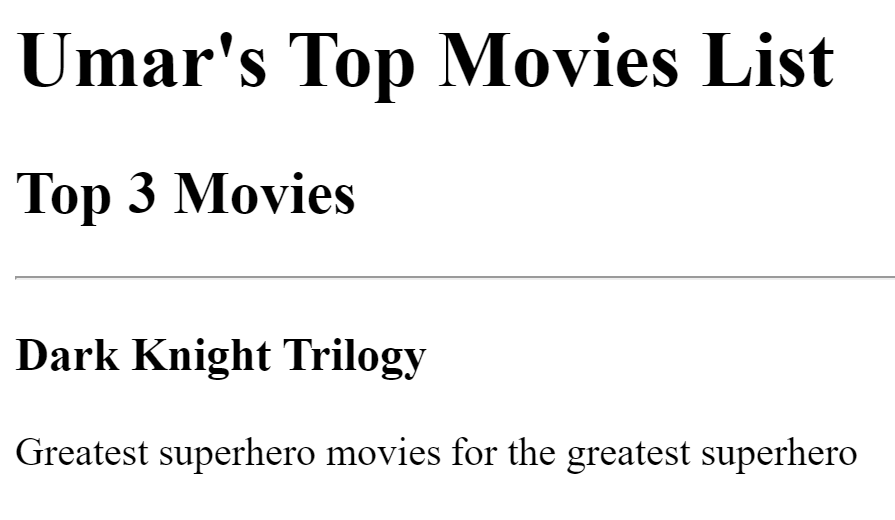 Umar's Top Movies List
Top 3 Movies
Dark Knight Trilogy
Greatest superhero movies for the greatest superhero